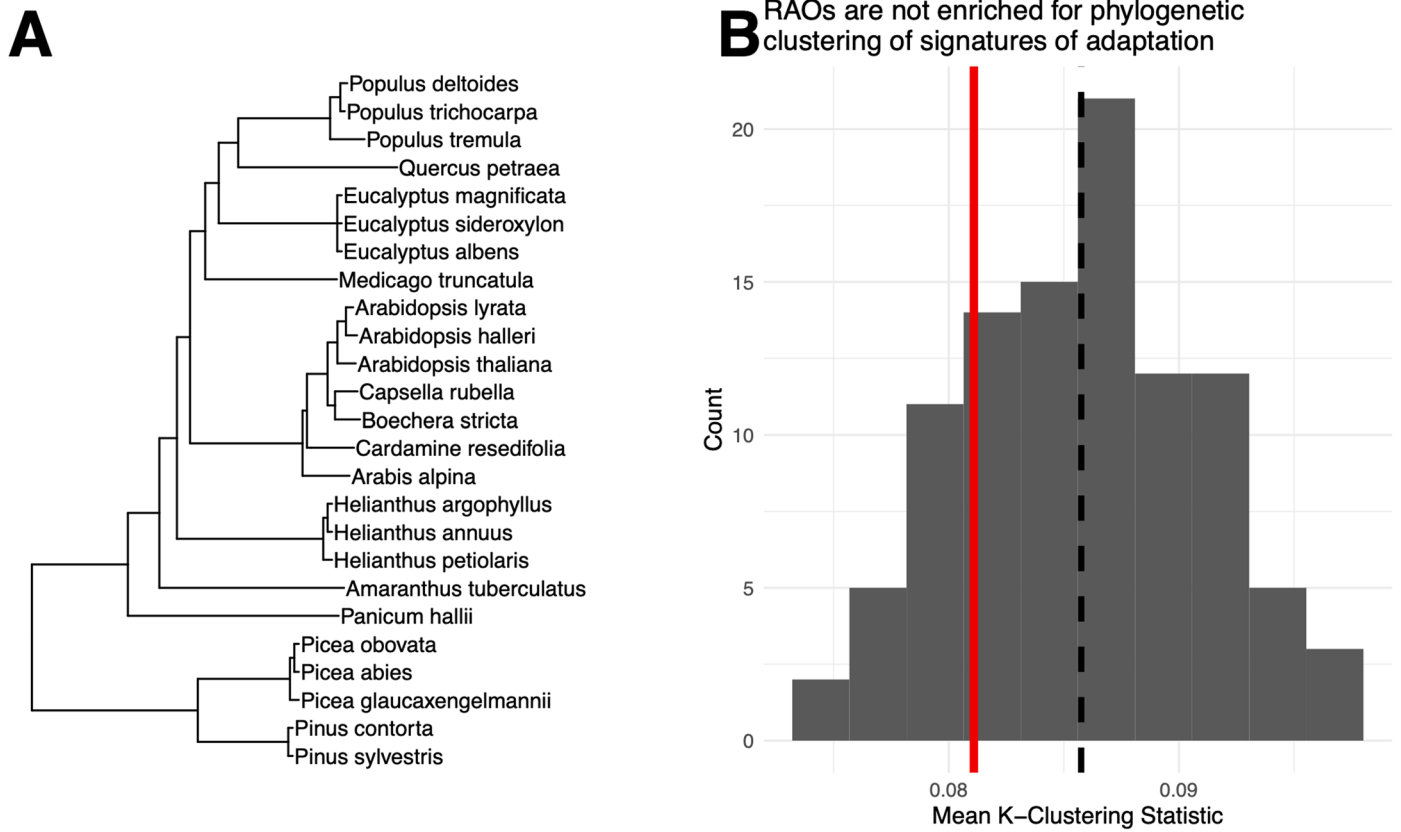 A
Populus deltoides
Populus trichocarpa
Populus tremula
Quercus petraea
Eucalyptus magnificata
Eucalyptus sideroxylon
Eucalyptus albens
Medicago truncatula
Arabidopsis lyrata
Arabidopsis halleri
Arabidopsis thaliana
Capsella rubella
Boechera stricta
Cardamine resedifolia
Arabis alpina
Helianthus argophyllus
Helianthus annuus
Helianthus petiolaris
Amaranthus tuberculatus
Panicum hallii
Picea obovata
Picea abies
Picea glaucaxengelmannii
Pinus contorta
Pinus sylvestris
B
RAOs are not enriched for phylogenetic
clustering of signatures of adaptation
20
15
10
5
0
Count
0.08 0.09
Mean K−Clustering Statistic